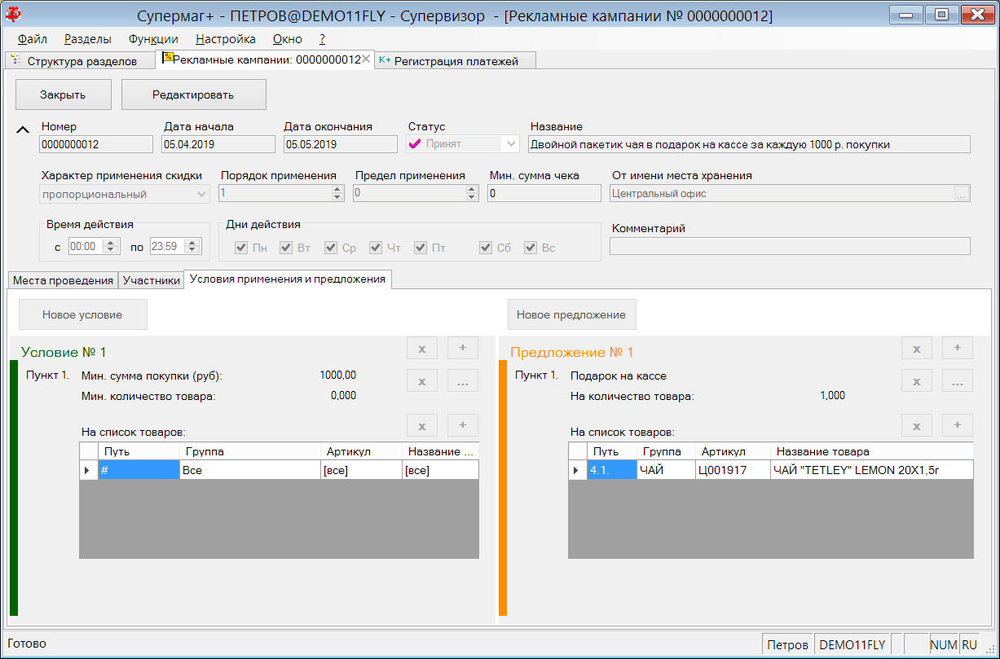 Супермаг+ - ПЕТРОВ@DEMO11FLY - Супервизор - [Рекламные кампании № 0000000012]
Файл Разделы Функции Настройка Окно ?
Структура разделов Рекламные кампании: 0000000012 K+ Регистрация платежей
Закрыть Редактировать
Номер Дата начала Дата окончания Статус Название
0000000012 05.04.2019 05.05.2019 Принят Двойной пакетик чая в подарок на кассе за каждую 1000 р. покупки
Характер применения скидки Порядок применения Предел применения Мин. сумма чека От имени места хранения
пропорциональный 1 0 0 Центральный офис ...
Время действия Дни действия Комментарий
с 00:00 по 23:59 Пн Вт Ср Чт Пт Сб Вс
Места проведения Участники Условия применения и предложения
Новое условие Новое предложение
Условие № 1 x + Предложение № 1 x +
Пункт 1. Мин. сумма покупки (руб): 1000,00 x ... Пункт 1. Подарок на кассе x ...
Мин. количество товара: 0,000 На количество товара: 1,000
На список товаров: x + На список товаров: x +
Путь Группа Артикул Название ... Путь Группа Артикул Название товара
# Все [все] [все] 4.1. ЧАЙ Ц001917 ЧАЙ "TETLEY" LEMON 20X1,5г
Готово Петров DEMO11FLY NUM RU